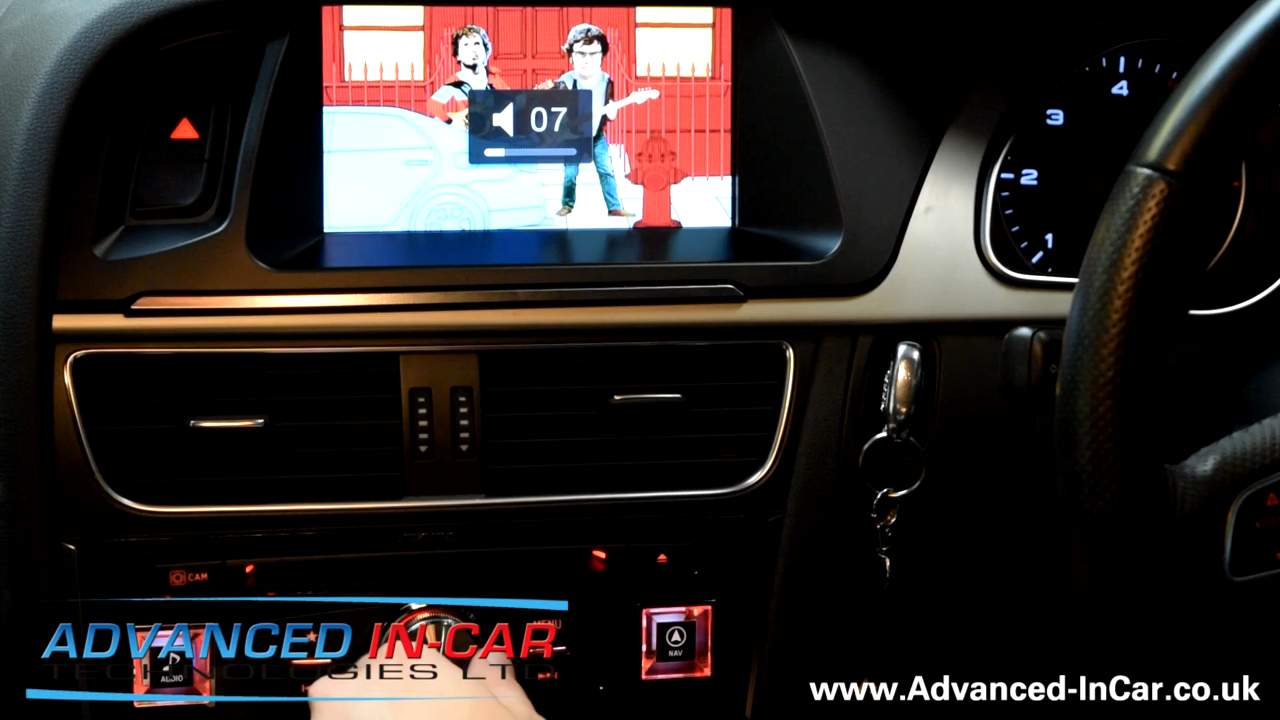 07
4
3
2
1
CAM
MENU
ADVANCED IN-CAR
TECHNOLOGIES LTD
AUDIO
NAV
www.Advanced-InCar.co.uk